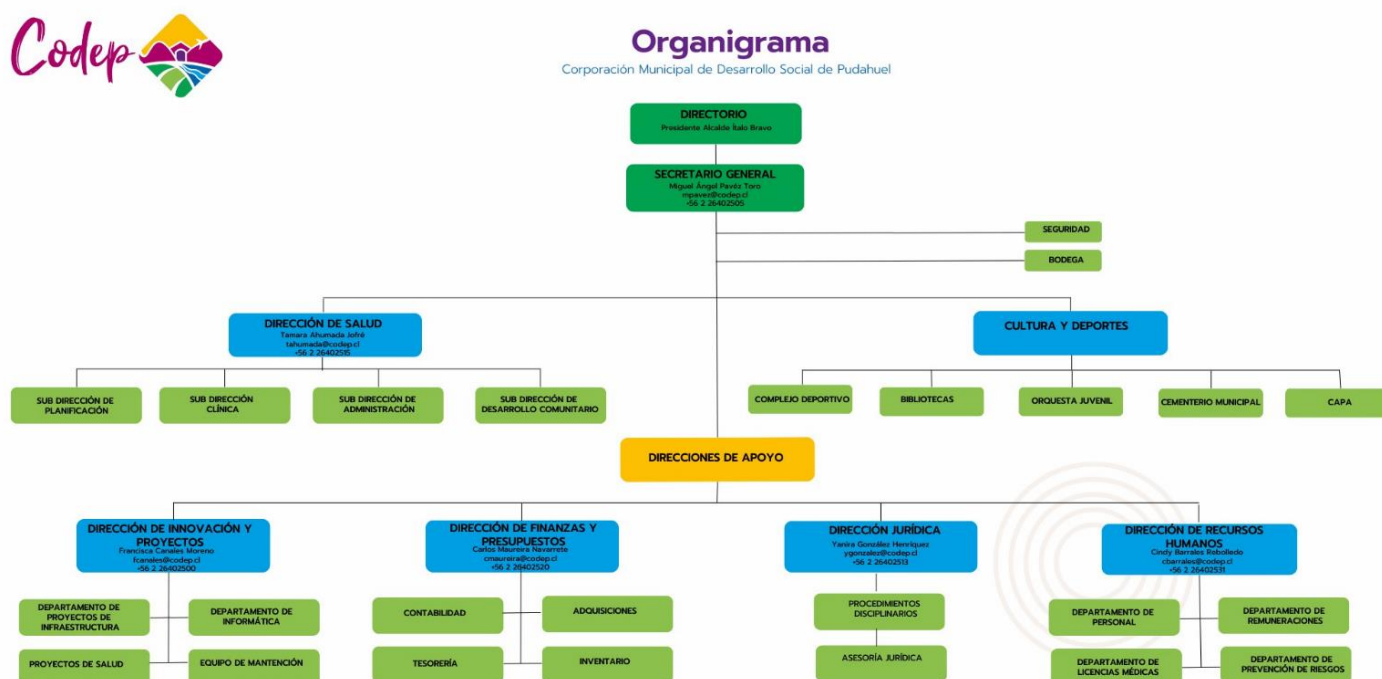 Codep
Organigrama
Corporación Municipal de Desarrollo Social de Pudahuel
DIRECTORIO
Presidente Alcalde Italo Bravo
SECRETARIO GENERAL
Miguel Ángel Pavéz Toro
mpavez@codep.cl
+56 2 26402505
SEGURIDAD
BODEGA
DIRECCIÓN DE SALUD
Tamara Ahumada Jofré
tahumada@codep.cl
+56 2 26402515
CULTURA Y DEPORTES
SUB DIRECCIÓN DE
PLANIFICACIÓN
SUB DIRECCIÓN
CLÍNICA
SUB DIRECCIÓN DE
ADMINISTRACIÓN
SUB DIRECCIÓN DE
DESARROLLO COMUNITARIO
COMPLEJO DEPORTIVO
BIBLIOTECAS
ORQUESTA JUVENIL
CEMENTERIO MUNICIPAL
CAPA
DIRECCIONES DE APOYO
DIRECCIÓN DE INNOVACIÓN Y
PROYECTOS
Francisca Canales Moreno
fcanales@codep.cl
+56 2 26402500
DIRECCIÓN DE FINANZAS Y
PRESUPUESTOS
Carlos Maureira Navarrete
cmaureira@codep.cl
+56 2 26402520
DIRECCIÓN JURÍDICA
Yanira González Henríquez
ygonzalez@codep.cl
+56 2 26402513
DIRECCIÓN DE RECURSOS
HUMANOS
Cindy Barrales Rebolledo
cbarrales@codep.cl
+56 2 26402531
DEPARTAMENTO DE
PROYECTOS DE
INFRAESTRUCTURA
DEPARTAMENTO DE
INFORMÁTICA
PROYECTOS DE SALUD
EQUIPO DE MANTENCIÓN
CONTABILIDAD
ADQUISICIONES
TESORERÍA
INVENTARIO
PROCEDIMIENTOS
DISCIPLINARIOS
ASESORÍA JURÍDICA
DEPARTAMENTO DE
PERSONAL
DEPARTAMENTO DE
REMUNERACIONES
DEPARTAMENTO DE
LICENCIAS MÉDICAS
DEPARTAMENTO DE
PREVENCIÓN DE RIESGOS